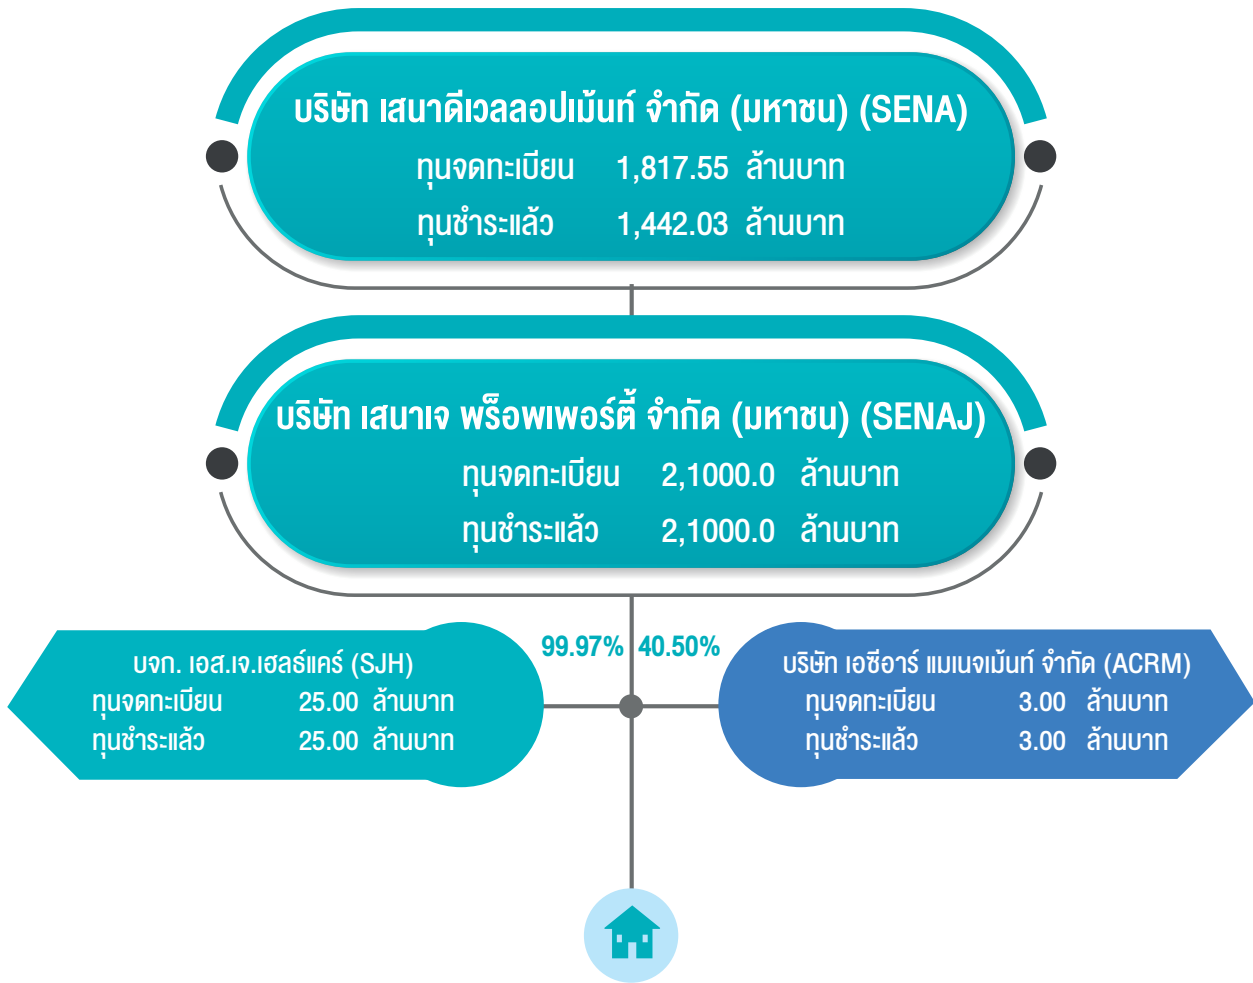 บริษัท เสนาดีเวลลอปเม้นท์ จำกัด (มหาชน) (SENA)
ทุนจดทะเบียน 1,817.55 ล้านบาท
ทุนชำระแล้ว 1,442.03 ล้านบาท
บริษัท เสนาเจ พร็อพเพอร์ตี้ จำกัด (มหาชน) (SENAJ)
ทุนจดทะเบียน 2,1000.0 ล้านบาท
ทุนชำระแล้ว 2,1000.0 ล้านบาท
99.97% 40.50%
บจก. เอส.เจ.เฮลธ์แคร์ (SJH)
ทุนจดทะเบียน 25.00 ล้านบาท
ทุนชำระแล้ว 25.00 ล้านบาท
บริษัท เอซีอาร์ แมเนจเม้นท์ จำกัด (ACRM)
ทุนจดทะเบียน 3.00 ล้านบาท
ทุนชำระแล้ว 3.00 ล้านบาท